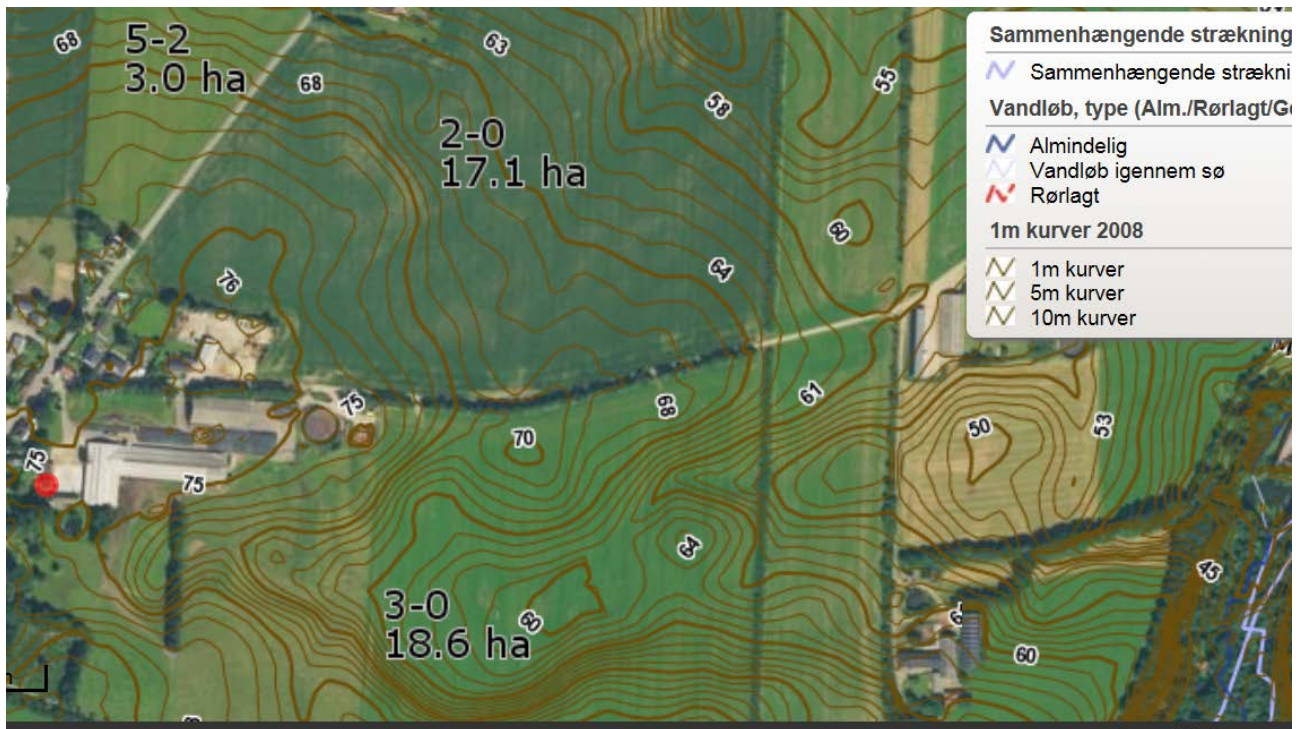 5-2
3.0 ha
68
63
68
2-0
17.1 ha
58
55
60
64
76
75
75
75
70
68
61
50
53
64
3-0
18.6 ha
60
60
45
Sammenhængende strækning
Sammenhængende strækni
Vandløb, type (Alm./Rørlagt/Ge
Almindelig
Vandløb igennem sø
Rørlagt
1m kurver 2008
1m kurver
5m kurver
10m kurver